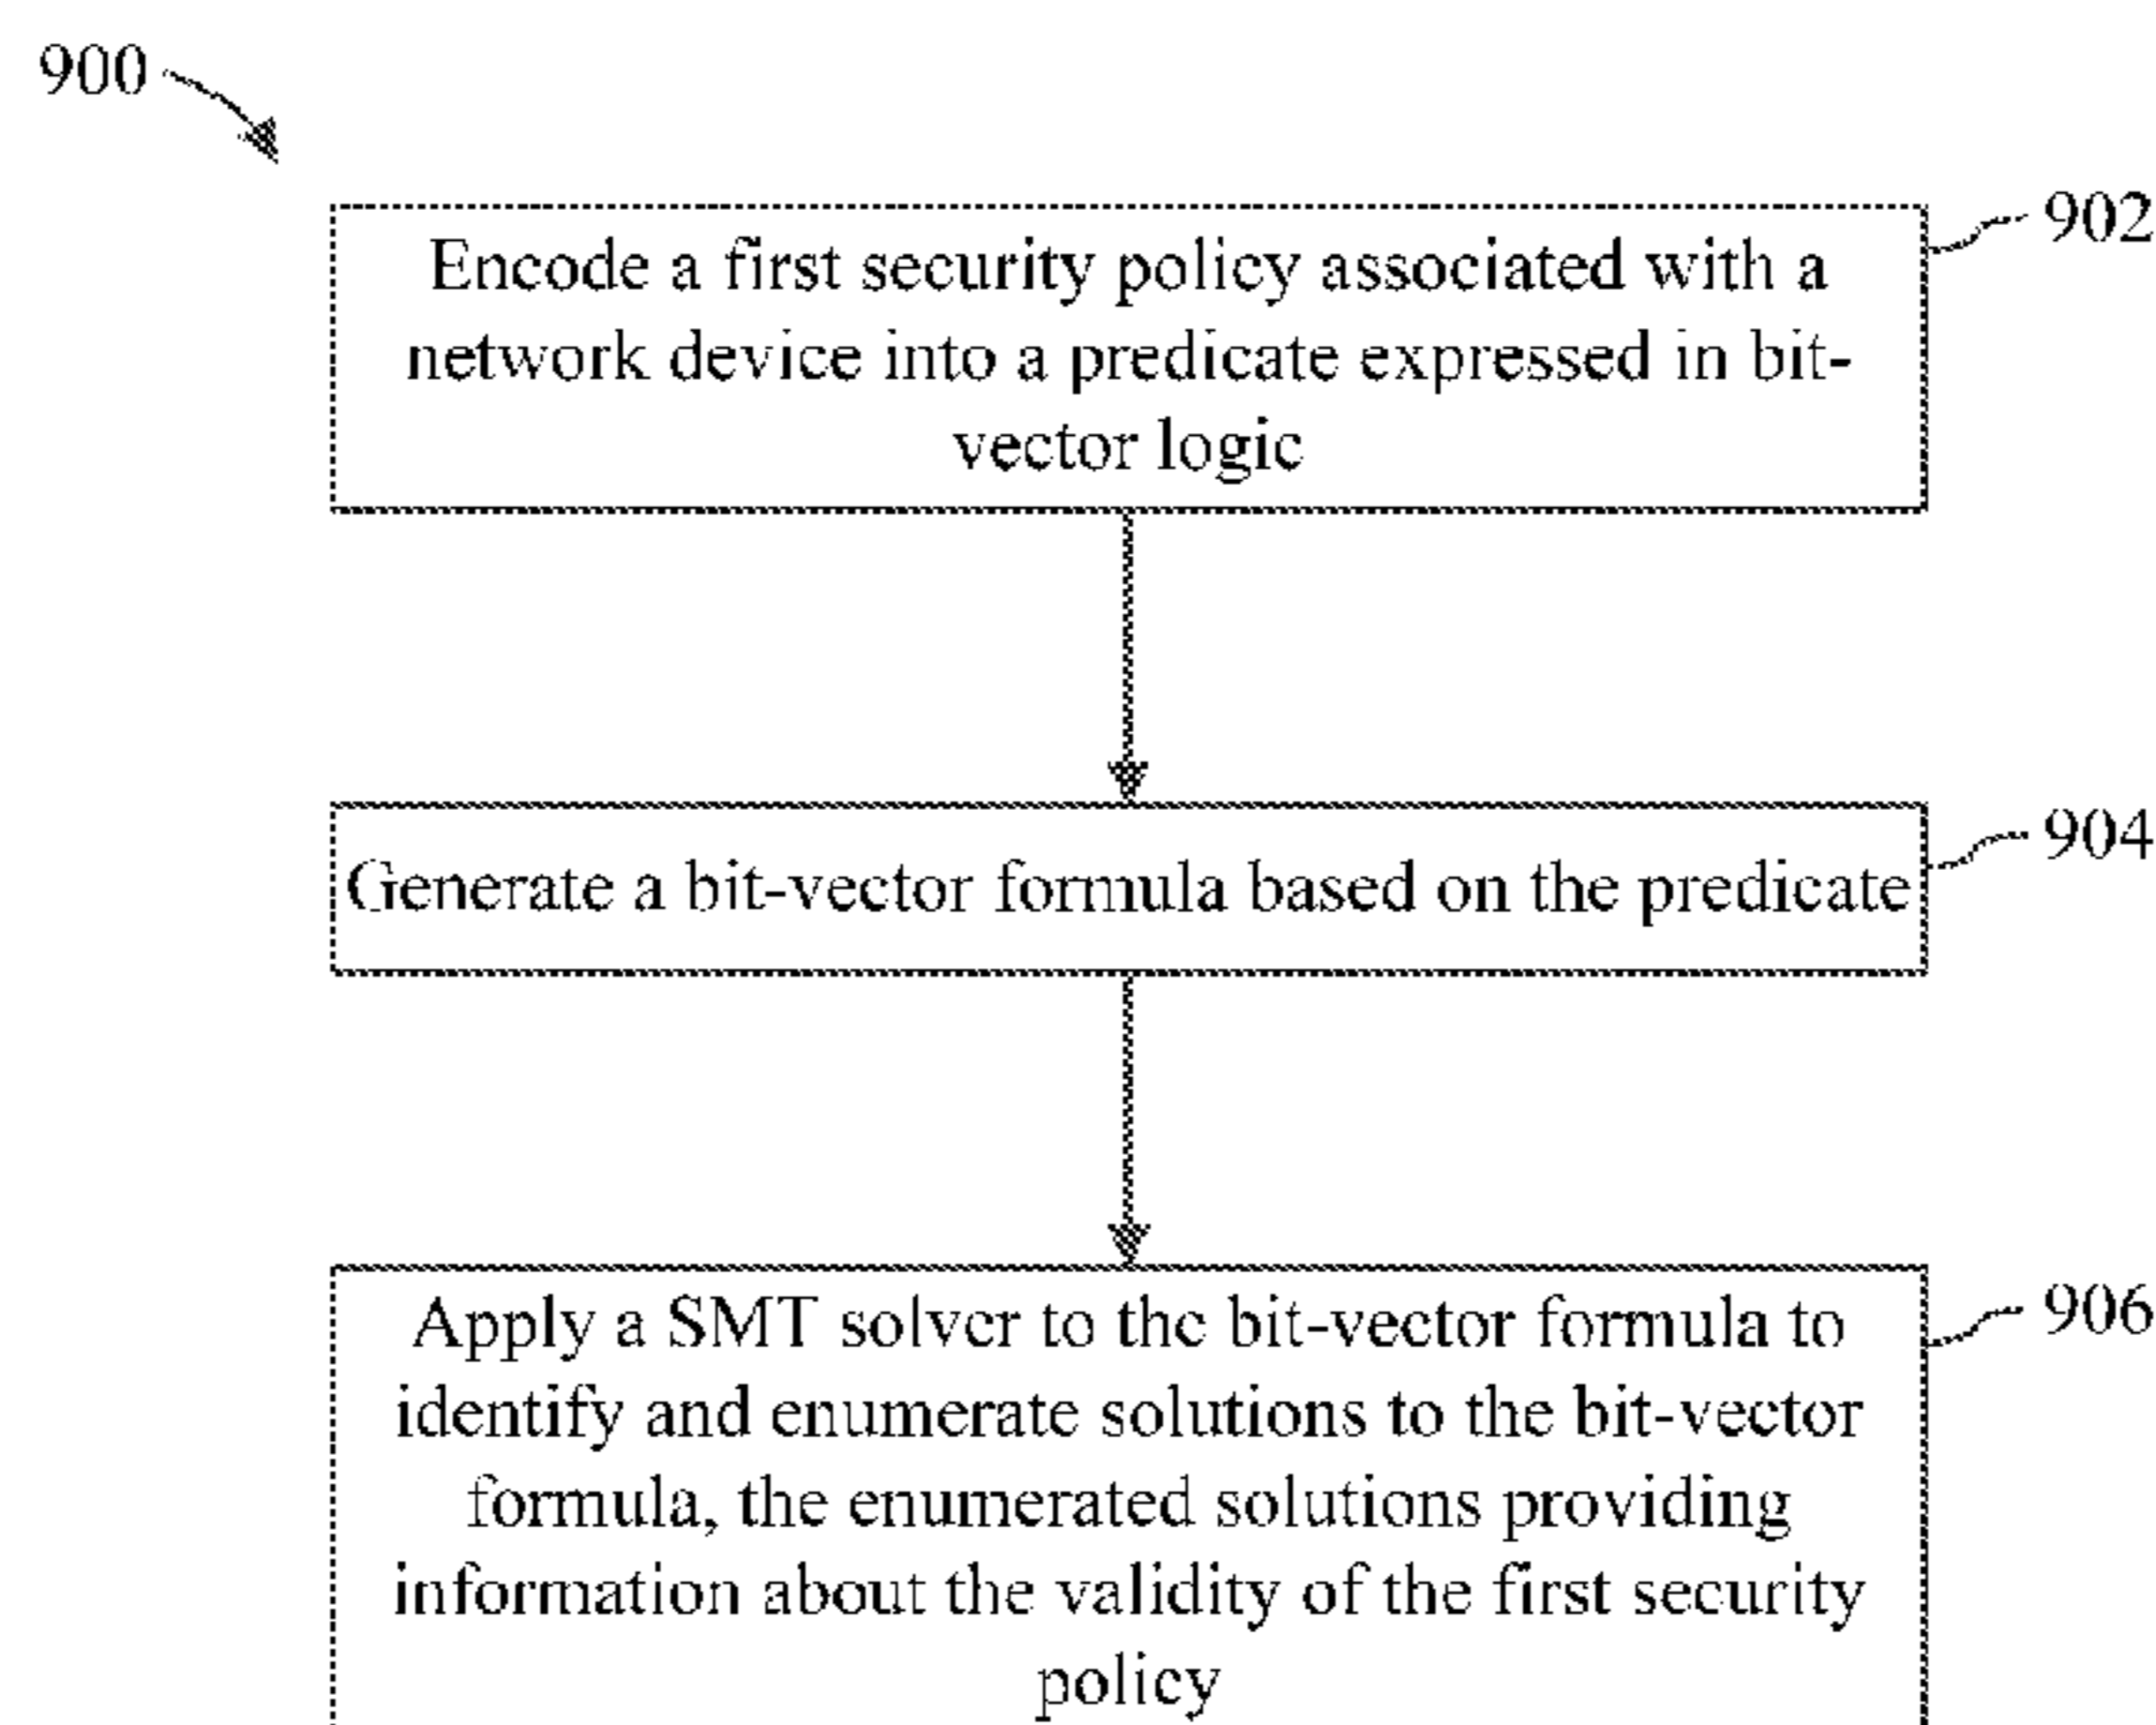 900
902
Encode a first security policy associated with a
network device into a predicate expressed in bit-
vector logic
904
Generate a bit-vector formula based on the predicate
906
Apply a SMT solver to the bit-vector formula to
identify and enumerate solutions to the bit-vector
formula, the enumerated solutions providing
information about the validity of the first security
policy